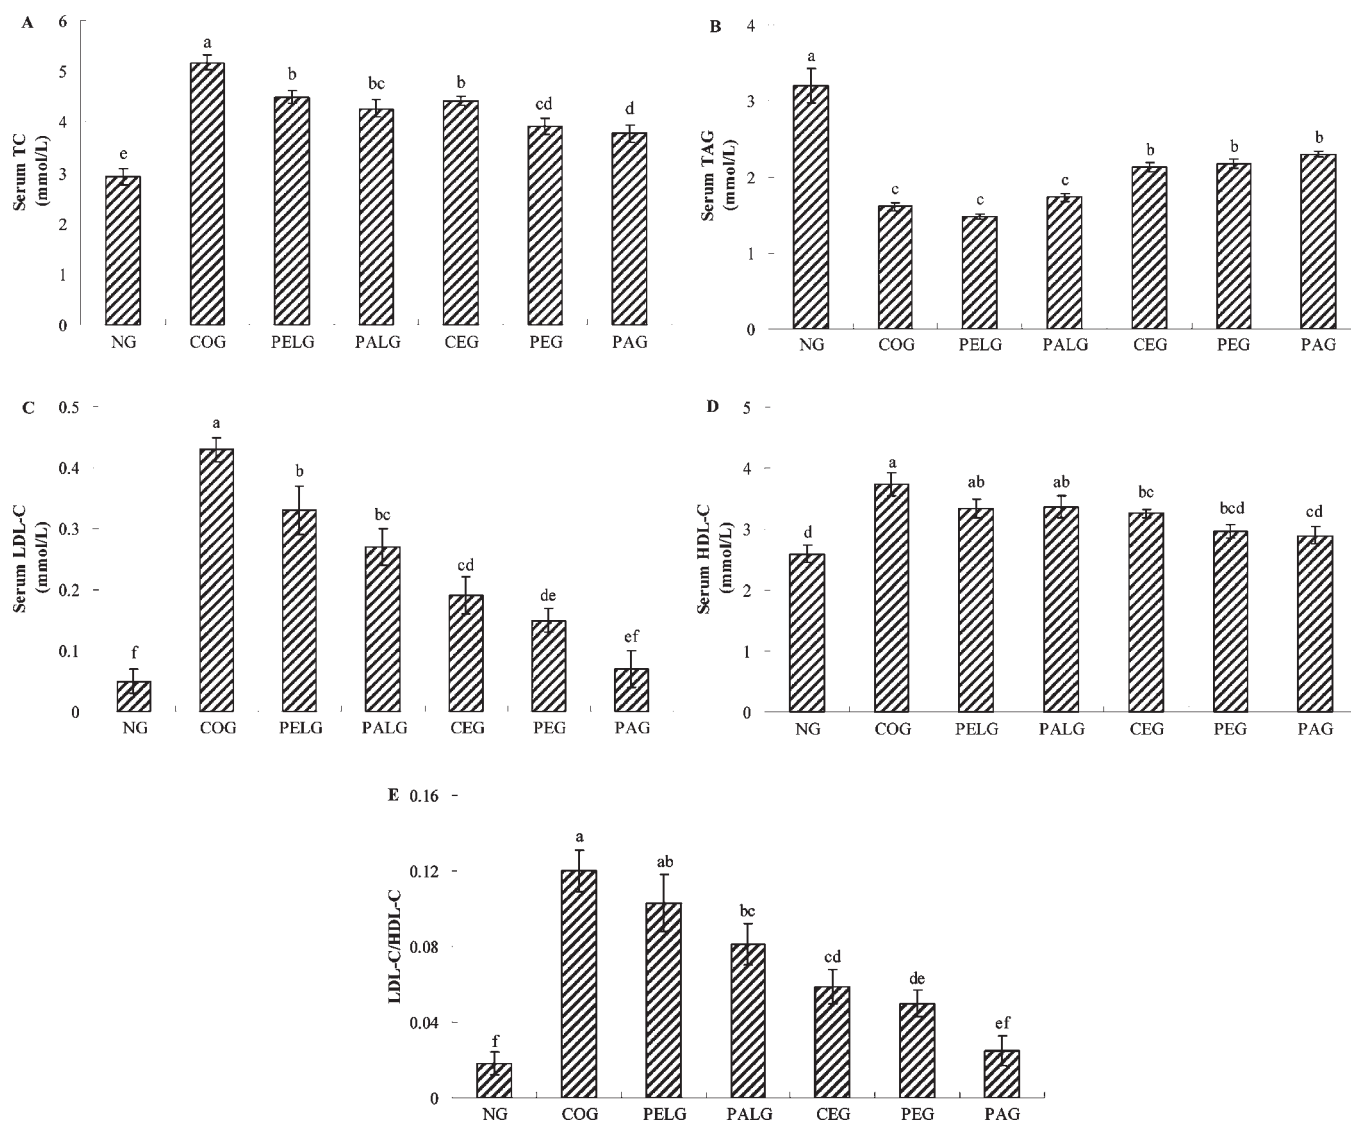 A
Serum TC
(mmol/L)
6
5
4
3
2
1
0
e
a
b
bc
b
cd
d
NG COG PELG PALG CEG PEG PAG
B
Serum TAG
(mmol/L)
4
3
2
1
0
a
c
c
c
b
b
b
NG COG PELG PALG CEG PEG PAG
C
Serum LDL-C
(mmol/L)
0.5
0.4
0.3
0.2
0.1
0
f
a
b
bc
cd
de
ef
NG COG PELG PALG CEG PEG PAG
D
Serum HDL-C
(mmol/L)
5
4
3
2
1
0
d
a
ab
ab
bc
bcd
cd
NG COG PELG PALG CEG PEG PAG
E
LDL-C/HDL-C
0.16
0.12
0.08
0.04
0
f
a
ab
bc
cd
de
ef
NG COG PELG PALG CEG PEG PAG